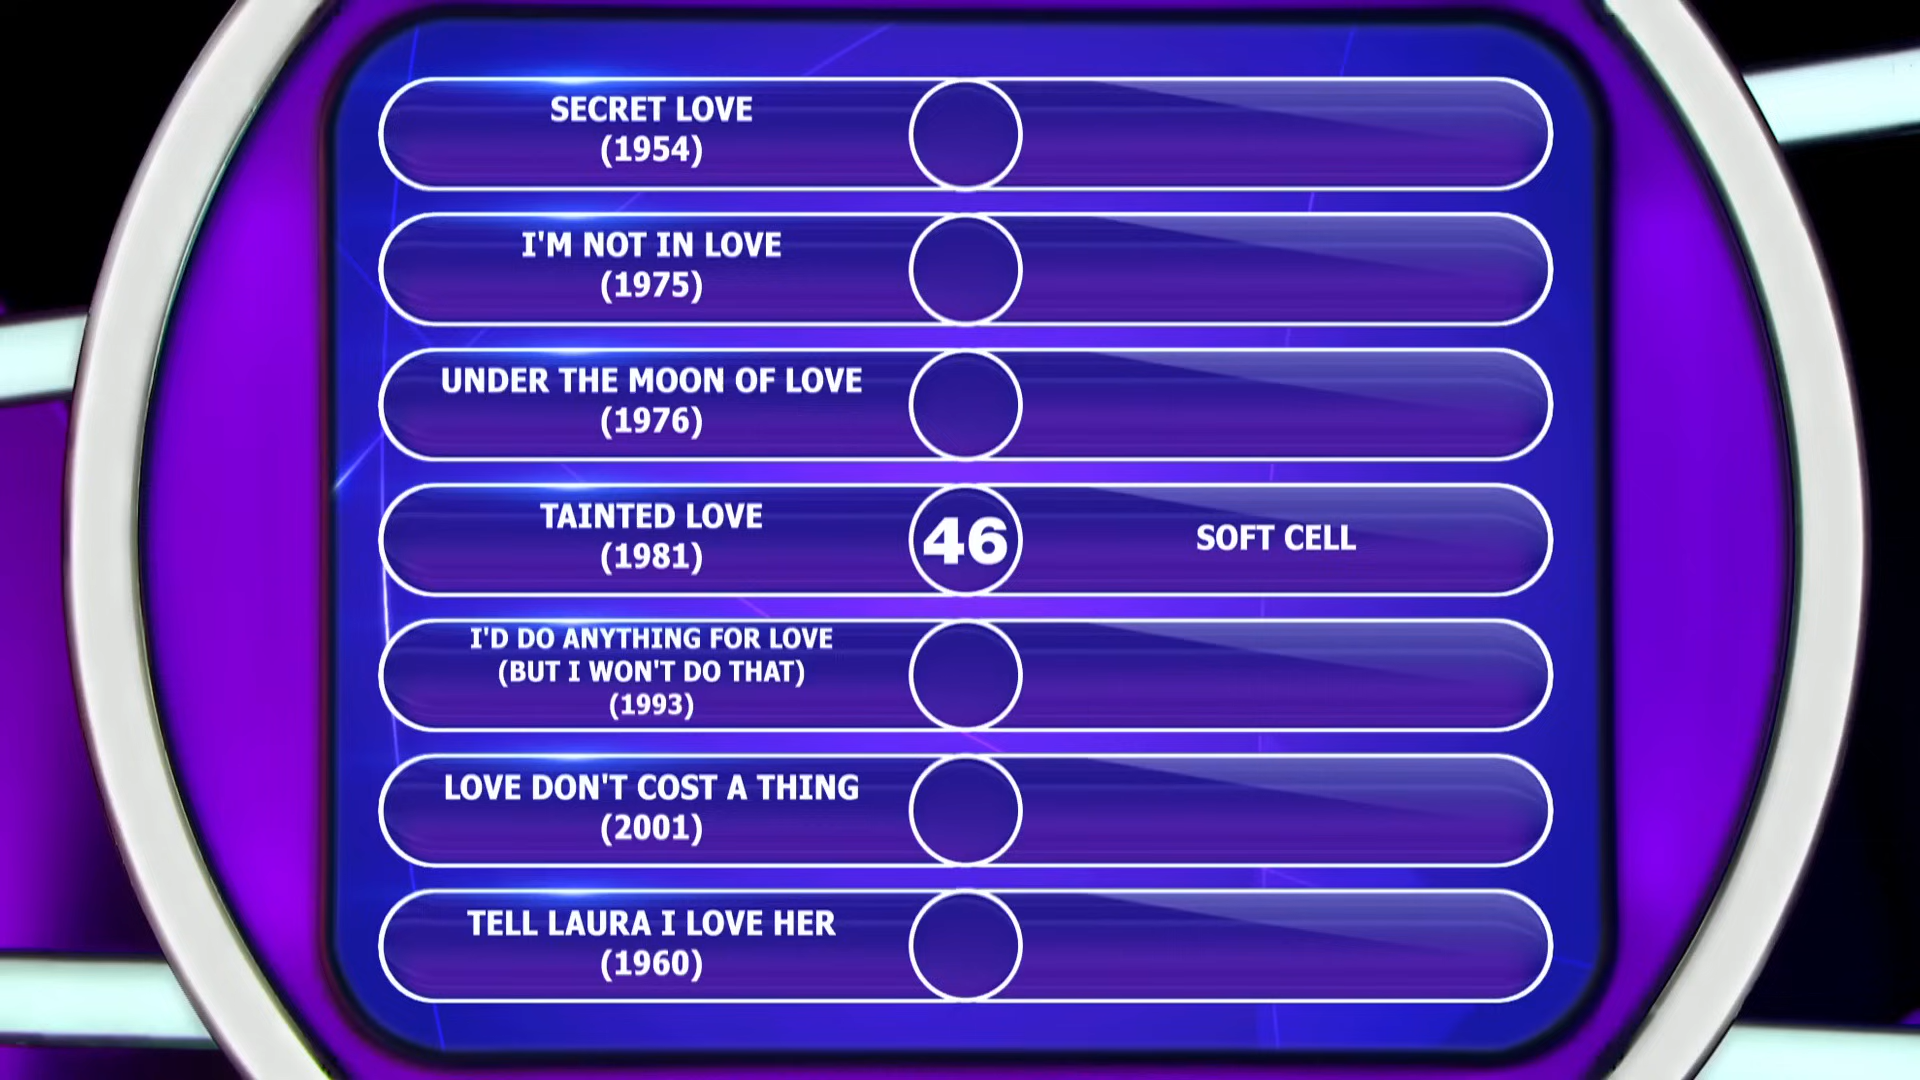 SECRET LOVE
(1954)
I'M NOT IN LOVE
(1975)
UNDER THE MOON OF LOVE
(1976)
TAINTED LOVE
(1981)
46
SOFT CELL
I'D DO ANYTHING FOR LOVE
(BUT I WON'T DO THAT)
(1993)
LOVE DON'T COST A THING
(2001)
TELL LAURA I LOVE HER
(1960)